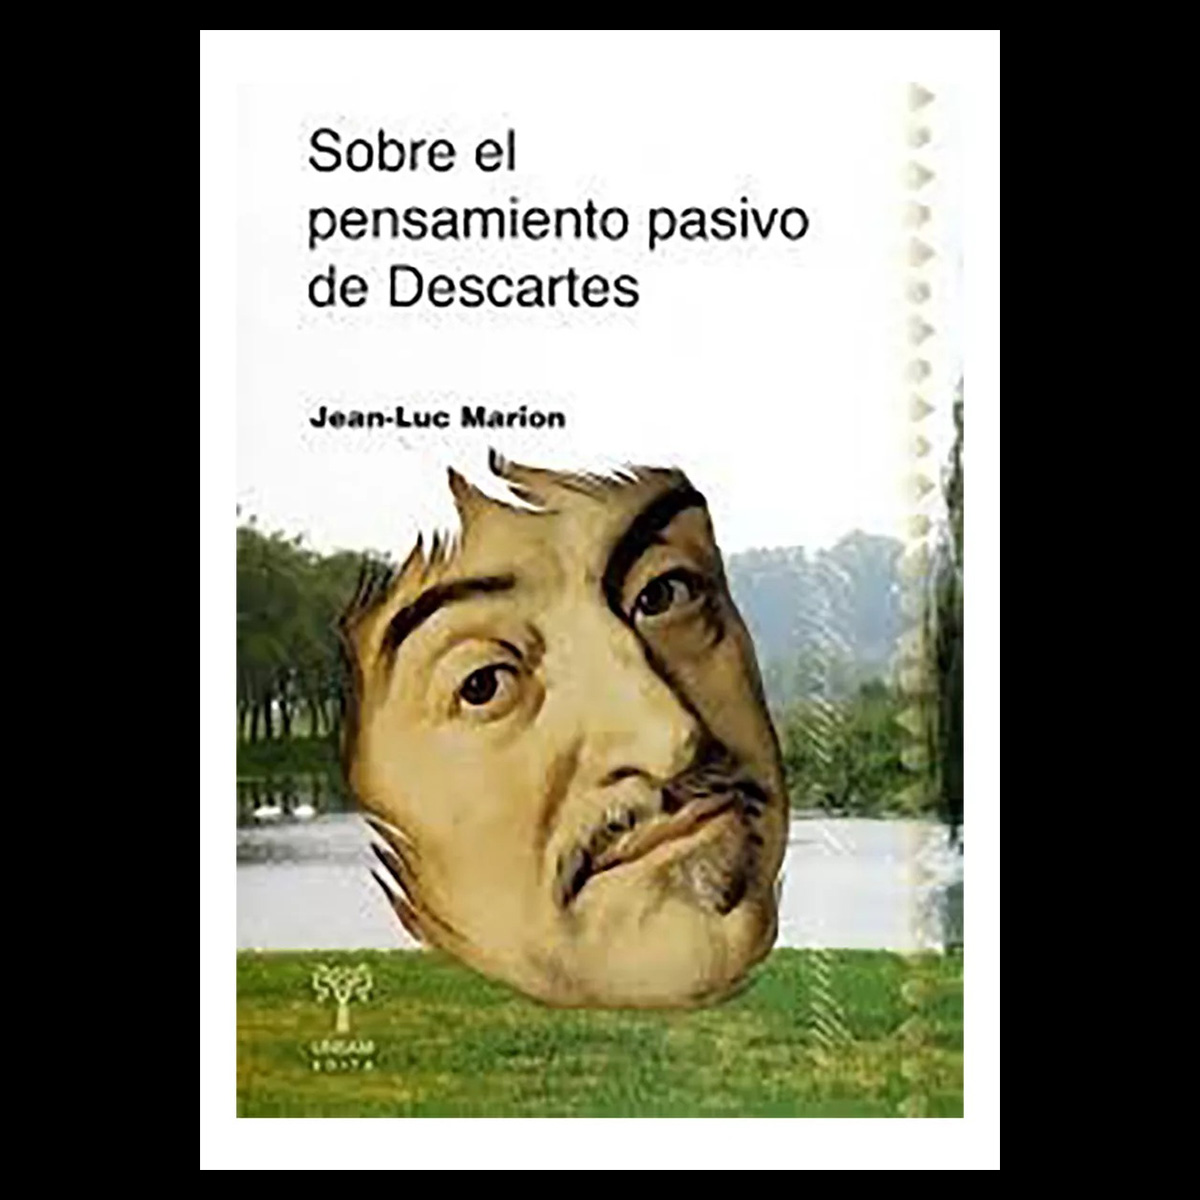 Sobre el
pensamiento pasivo
de Descartes
Jean-Luc Marion
UNSAM
EDITA